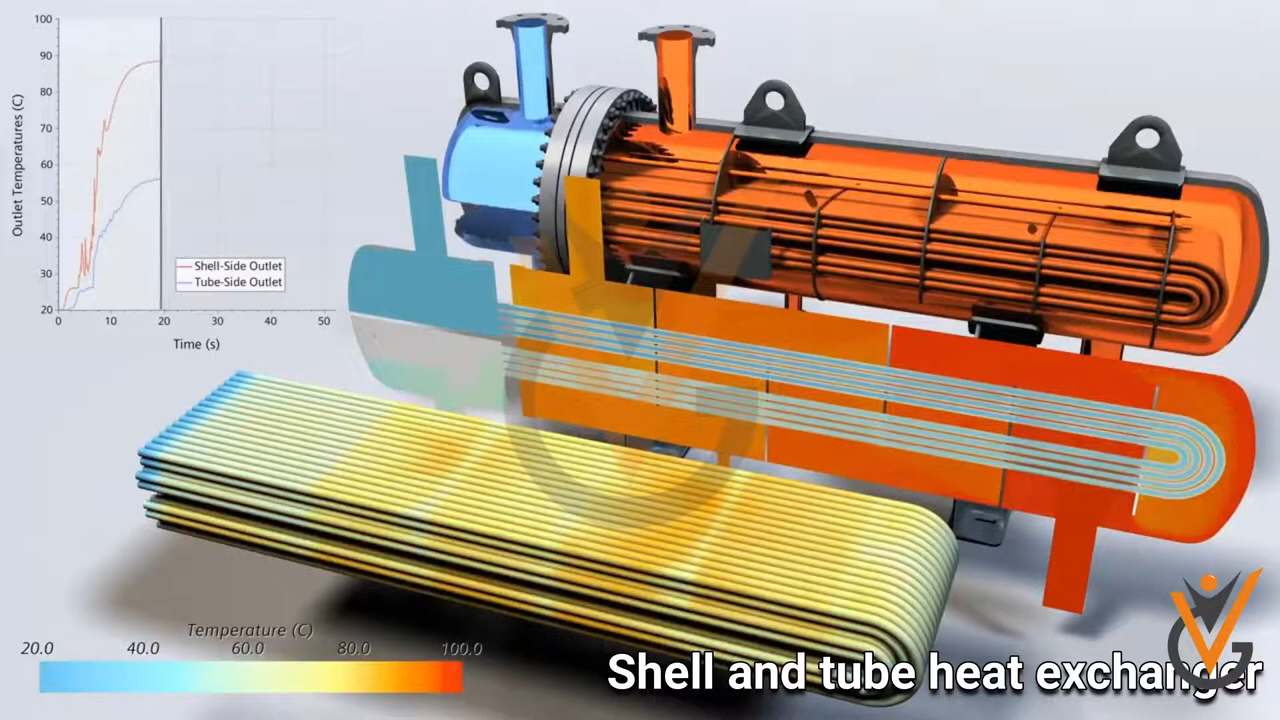 100
90
80
70
60
50
40
30
20
0
10
20
30
40
50
Outlet Temperatures (C)
Time (s)
Shell-Side Outlet
Tube-Side Outlet
Temperature (C)
20.0 40.0 60.0 80.0 100.0
Shell and tube heat exchanger
VG